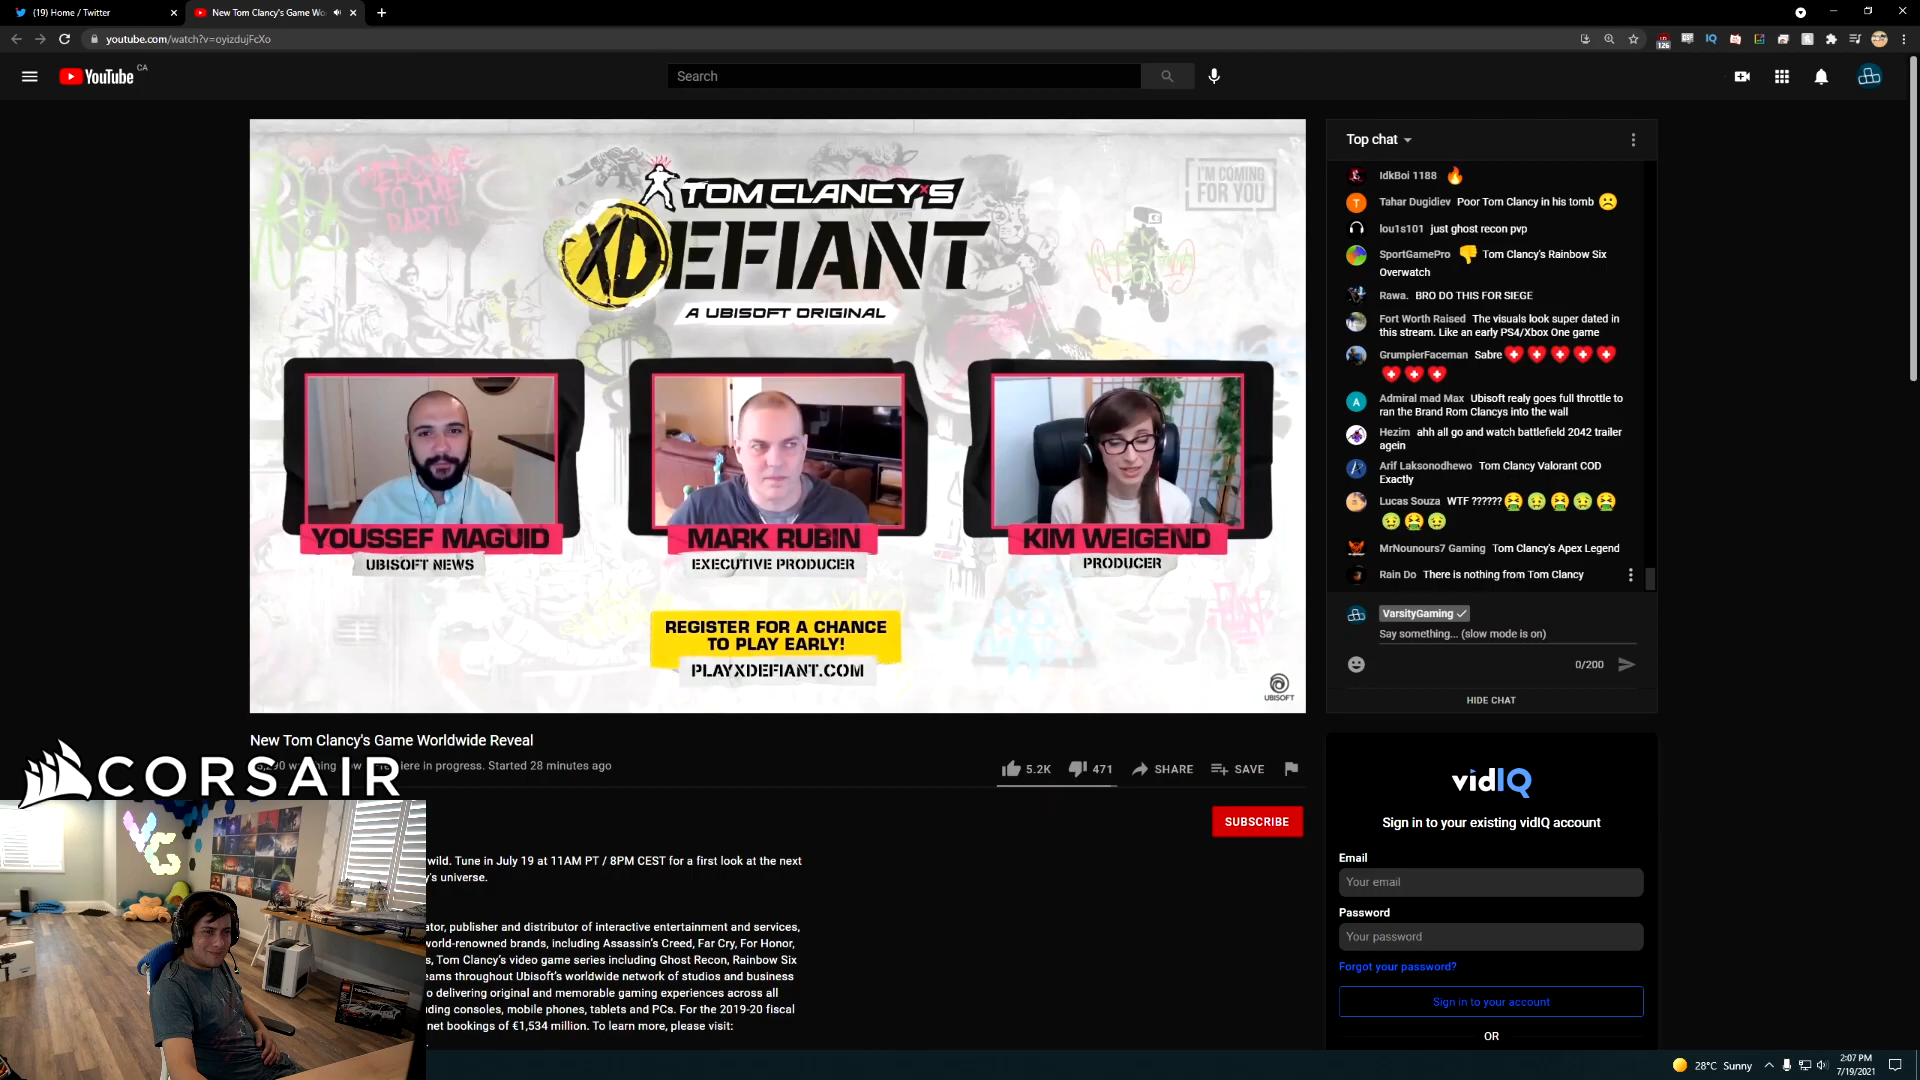 (19) Home / Twitter
New Tom Clancy's Game Wo
youtube.com/watch?v=oyizdujFcXo
126
IQ
YouTube CA
Search
WELCOME TO THE PARTY
I'M COMING FOR YOU
TOM CLANCY'S
XDEFIANT
A UBISOFT ORIGINAL
YOUSSEF MAGUID
UBISOFT NEWS
MARK RUBIN
EXECUTIVE PRODUCER
KIM WEIGEND
PRODUCER
REGISTER FOR A CHANCE
TO PLAY EARLY!
PLAYXDEFIANT.COM
UBISOFT
Top chat
IdkBoi 1188 🔥
Tahar Dugidiev Poor Tom Clancy in his tomb ☹️
lou1s101 just ghost recon pvp
SportGamePro 👎 Tom Clancy's Rainbow Six
Overwatch
Rawa. BRO DO THIS FOR SIEGE
Fort Worth Raised The visuals look super dated in
this stream. Like an early PS4/Xbox One game
GrumpierFaceman Sabre
Admiral mad Max Ubisoft realy goes full throttle to
ran the Brand Rom Clancys into the wall
Hezim ahh all go and watch battlefield 2042 trailer
agein
Arif Laksonodhewo Tom Clancy Valorant COD
Exactly
Lucas Souza WTF ?????? 🤮🤢🤮🤢🤮
🤢🤮🤢
MrNounours7 Gaming Tom Clancy's Apex Legend
Rain Do There is nothing from Tom Clancy
VarsityGaming
Say something... (slow mode is on)
0/200
HIDE CHAT
New Tom Clancy's Game Worldwide Reveal
in progress. Started 28 minutes ago
5.2K
471
SHARE
SAVE
CORSAIR
VG
SUBSCRIBE
wild. Tune in July 19 at 11AM PT / 8PM CEST for a first look at the next
y's universe.
ator, publisher and distributor of interactive entertainment and services,
world-renowned brands, including Assassin's Creed, Far Cry, For Honor,
s, Tom Clancy's video game series including Ghost Recon, Rainbow Six
eams throughout Ubisoft's worldwide network of studios and business
o delivering original and memorable gaming experiences across all
uding consoles, mobile phones, tablets and PCs. For the 2019-20 fiscal
net bookings of €1,534 million. To learn more, please visit:
vidIQ
Sign in to your existing vidIQ account
Email
Your email
Password
Your password
Forgot your password?
Sign in to your account
OR
28°C Sunny
2:07 PM
7/19/2021